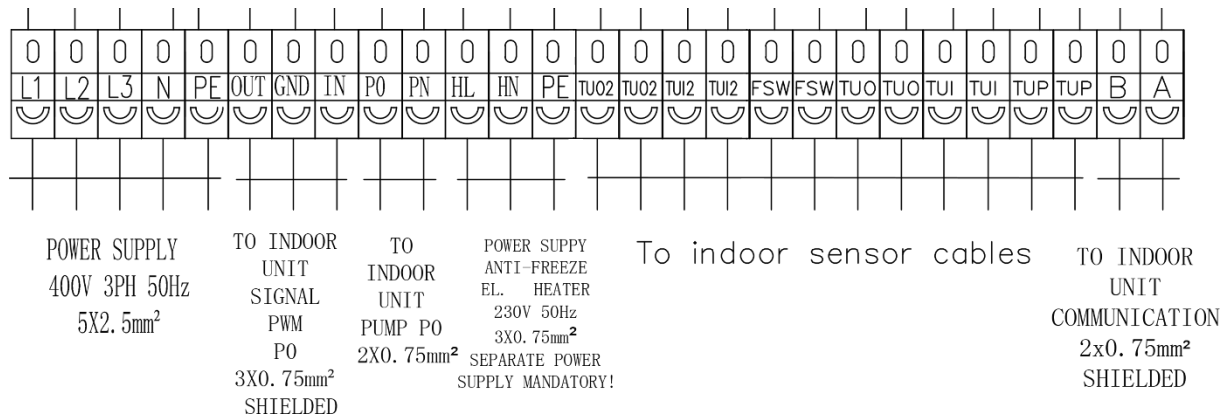 0 0 0 0 0 0 0 0 0 0 0 0 0 0 0 0 0 0 0 0 0 0 0 0 0 0 0
L1 L2 L3 N PE OUT GND IN PO PN HL HN PE TUO2 TUO2 TUI2 TUI2 FSW FSW TUO TUO TUI TUI TUP TUP B A
POWER SUPPLY
400V 3PH 50Hz
5X2.5mm²
TO INDOOR
UNIT
SIGNAL
PWM
PO
3X0.75mm²
SHIELDED
TO
INDOOR
UNIT
PUMP PO
2X0.75mm²
POWER SUPPY
ANTI-FREEZE
EL. HEATER
230V 50Hz
3X0.75mm²
SEPARATE POWER
SUPPLY MANDATORY!
To indoor sensor cables
TO INDOOR
UNIT
COMMUNICATION
2x0.75mm²
SHIELDED